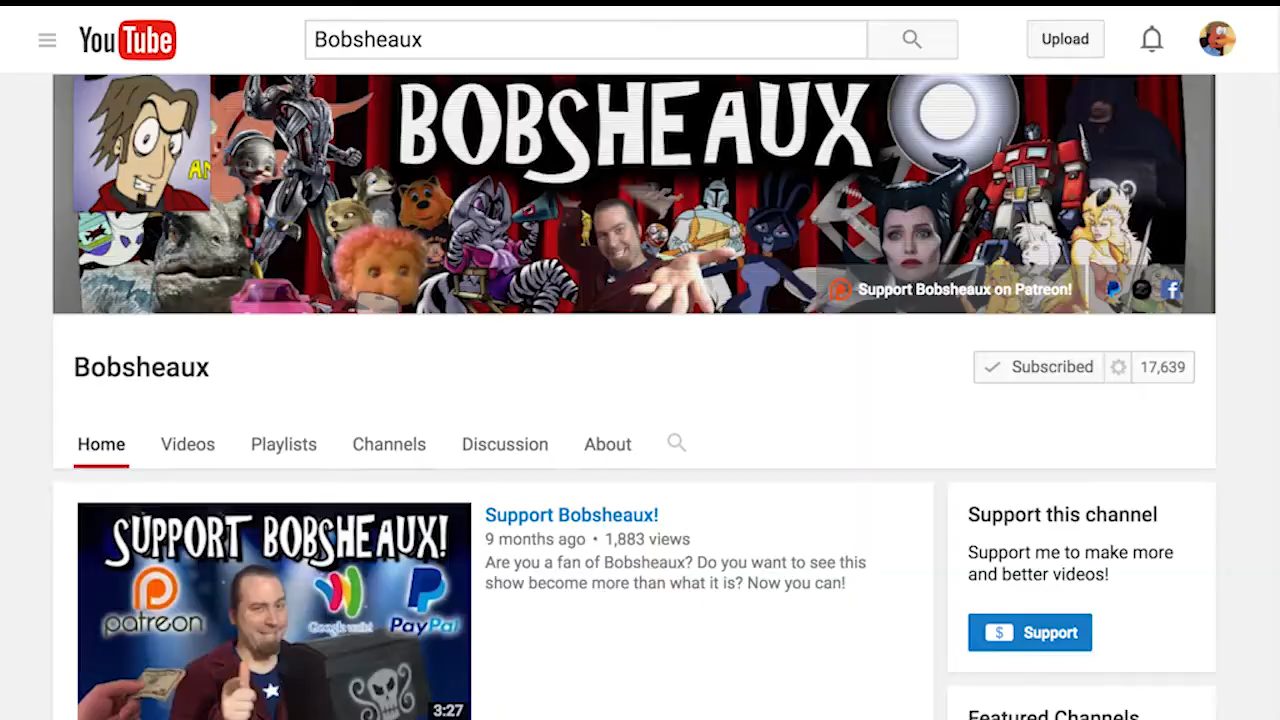 YouTube
Bobsheaux
Upload
BOBSHEAUX
AN
Support Bobsheaux on Patreon!
Bobsheaux
Subscribed
17,639
Home Videos Playlists Channels Discussion About
SUPPORT BOBSHEAUX!
patreon
Google wallet
PayPal
3:27
Support Bobsheaux!
9 months ago • 1,883 views
Are you a fan of Bobsheaux? Do you want to see this
show become more than what it is? Now you can!
Support this channel
Support me to make more
and better videos!
$ Support
Featured Channels